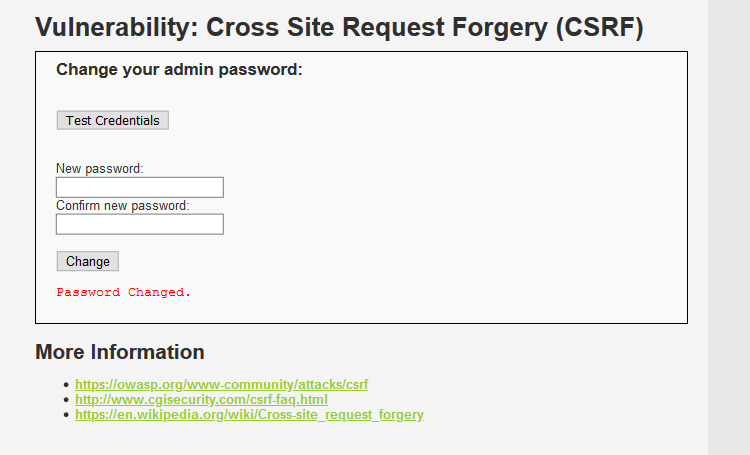 Vulnerability: Cross Site Request Forgery (CSRF)
Change your admin password:
Test Credentials
New password:
Confirm new password:
Change
Password Changed.
More Information
https://owasp.org/www-community/attacks/csrf
http://www.cgisecurity.com/csrf-faq.html
https://en.wikipedia.org/wiki/Cross-site_request_forgery